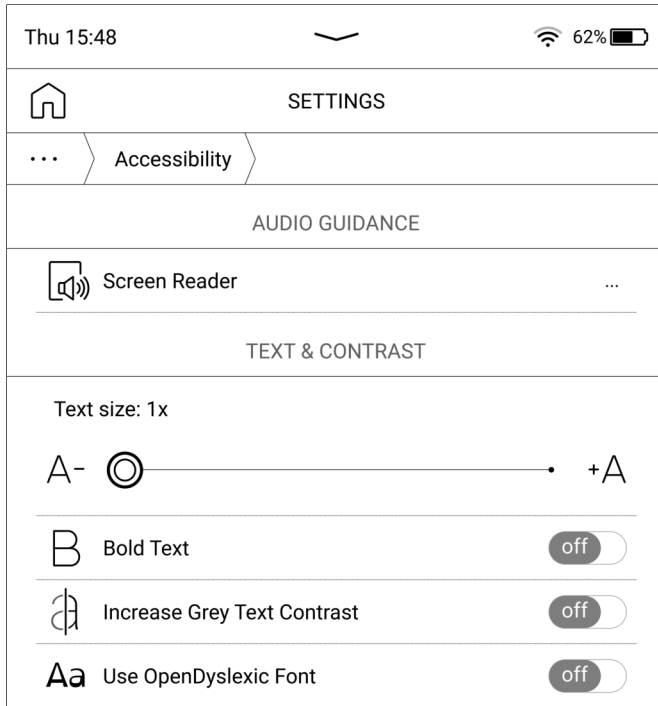 Thu 15:48 62%
SETTINGS
... Accessibility
AUDIO GUIDANCE
Screen Reader ...
TEXT & CONTRAST
Text size: 1x
A- +A
B Bold Text off
a Increase Grey Text Contrast off
Aa Use OpenDyslexic Font off